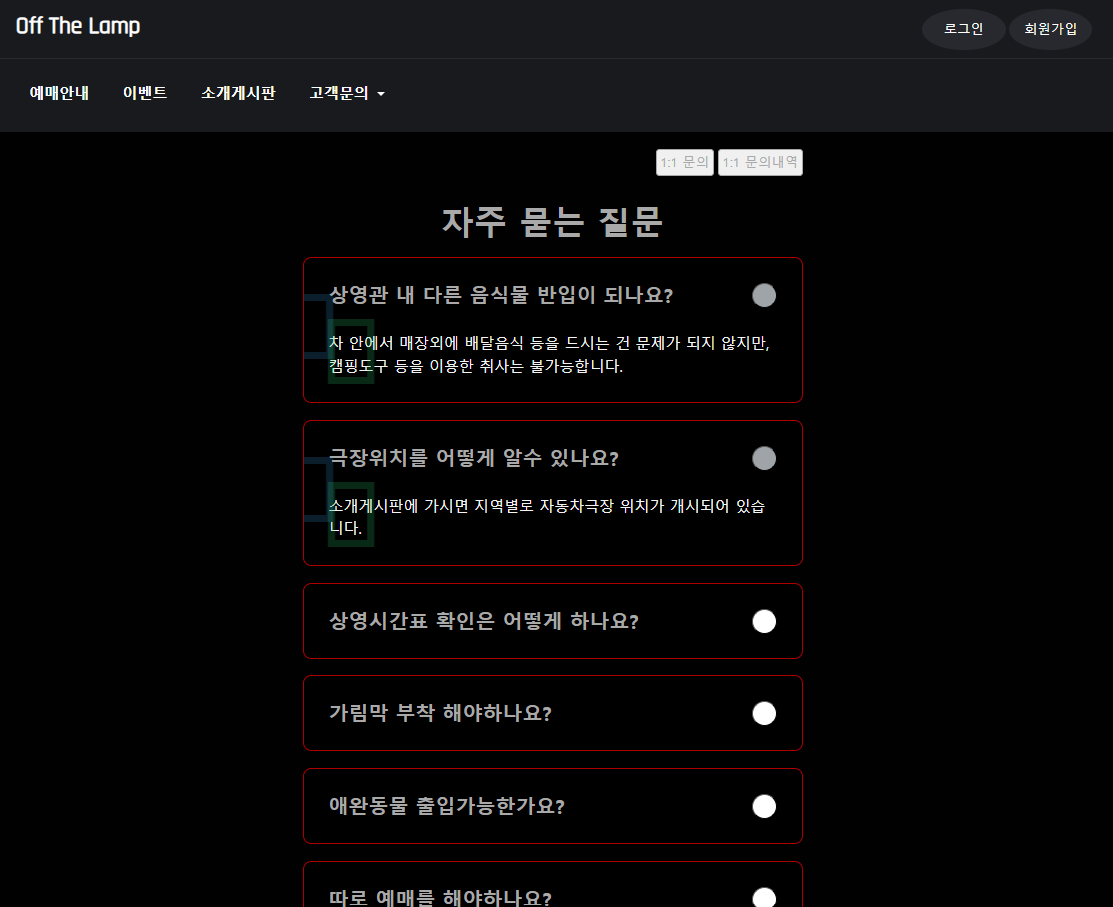 Off The Lamp
로그인 회원가입
예매안내 이벤트 소개게시판 고객문의
1:1 문의 1:1 문의내역
자주 묻는 질문
상영관 내 다른 음식물 반입이 되나요?
차 안에서 매장외에 배달음식 등을 드시는 건 문제가 되지 않지만,
캠핑도구 등을 이용한 취사는 불가능합니다.
극장위치를 어떻게 알수 있나요?
소개게시판에 가시면 지역별로 자동차극장 위치가 개시되어 있습
니다.
상영시간표 확인은 어떻게 하나요?
가림막 부착 해야하나요?
애완동물 출입가능한가요?
따로 예매를 해야하나요?